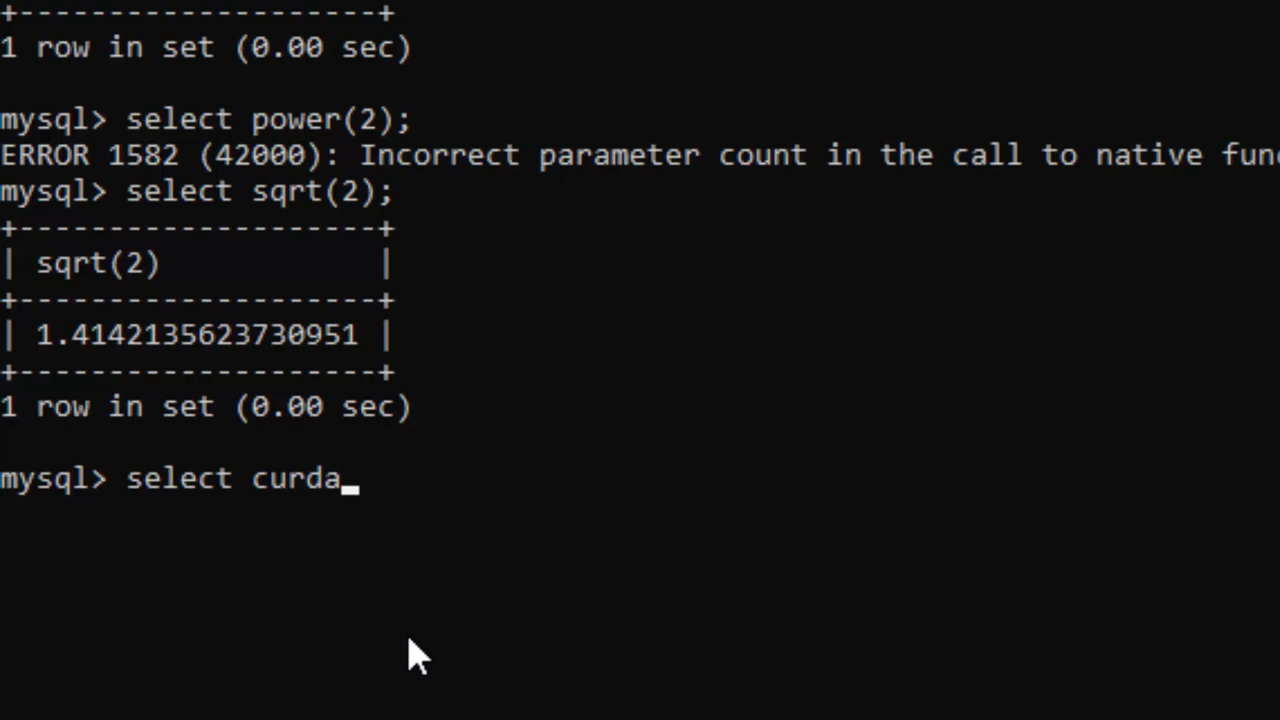 +--------------------+
1 row in set (0.00 sec)
mysql> select power(2);
ERROR 1582 (42000): Incorrect parameter count in the call to native
mysql> select sqrt(2);
+--------------------+
| sqrt(2)            |
+--------------------+
| 1.4142135623730951 |
+--------------------+
1 row in set (0.00 sec)
mysql> select curda